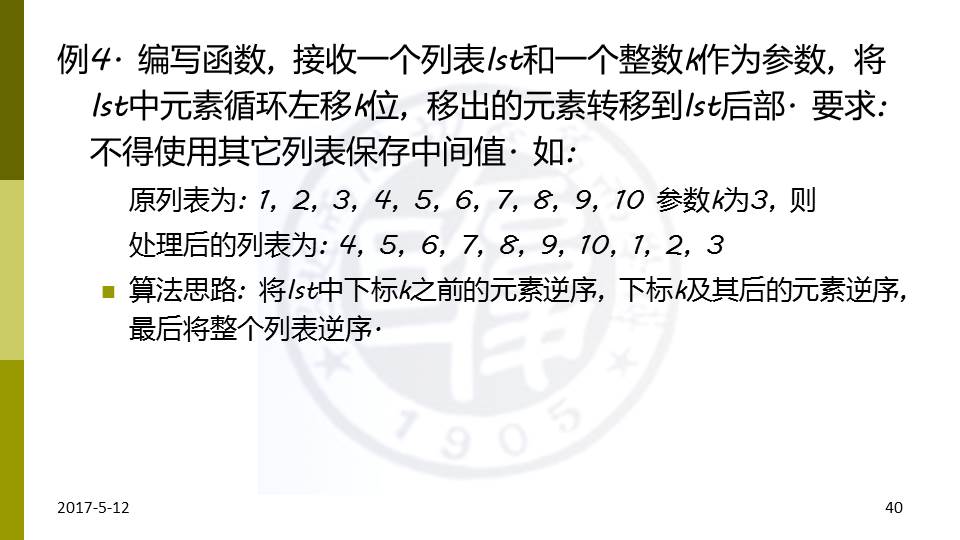 例4. 编写函数，接收一个列表lst和一个整数k作为参数，将
lst中元素循环左移k位，移出的元素转移到lst后部. 要求：
不得使用其它列表保存中间值. 如：
原列表为：1，2，3，4，5，6，7，8，9，10 参数k为3，则
处理后的列表为：4，5，6，7，8，9，10，1，2，3
■ 算法思路：将lst中下标k之前的元素逆序，下标k及其后的元素逆序，
最后将整个列表逆序.
1905
2017-5-12
40